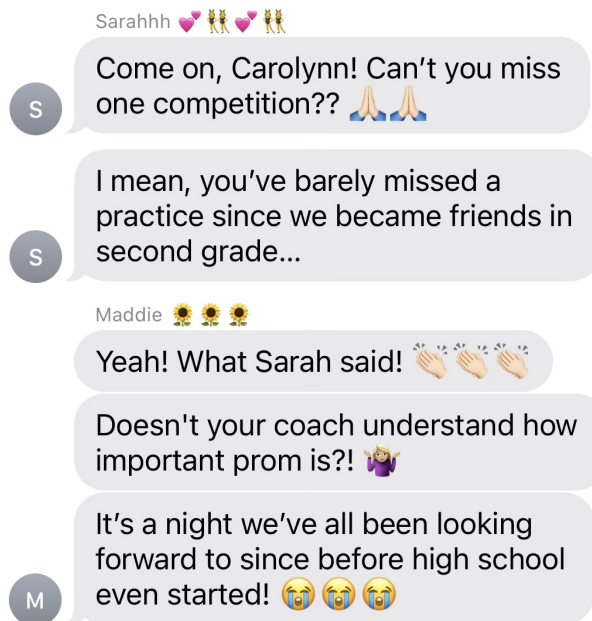 Sarahhh 💕👯💕👯
Come on, Carolynn! Can’t you miss
one competition?? 🙏🏻🙏🏻
S
I mean, you’ve barely missed a
practice since we became friends in
second grade...
S
Maddie 🌻🌻🌻
Yeah! What Sarah said! 👏🏻👏🏻👏🏻
Doesn't your coach understand how
important prom is?! 🤷🏼‍♀️
It’s a night we’ve all been looking
forward to since before high school
even started! 😭😭😭
M